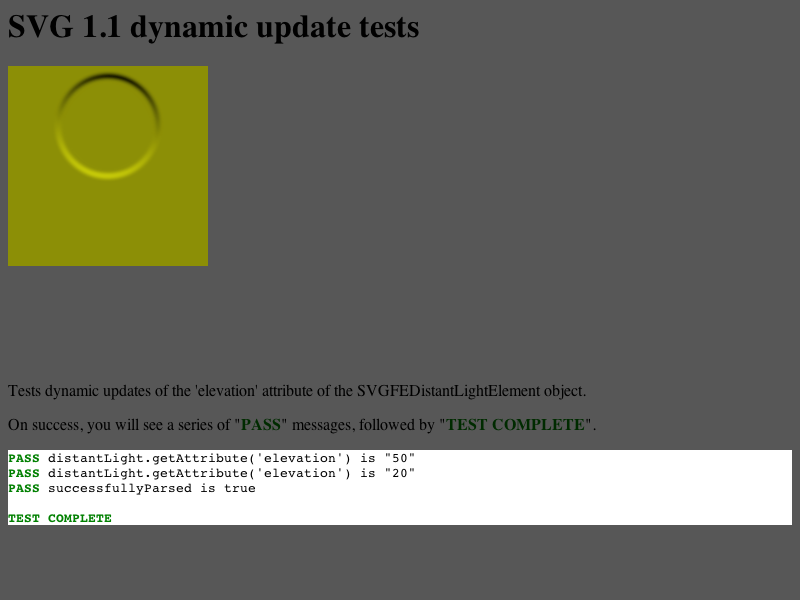 SVG 1.1 dynamic update tests
Tests dynamic updates of the 'elevation' attribute of the SVGFEDistantLightElement object.
On success, you will see a series of "PASS" messages, followed by "TEST COMPLETE".
PASS distantLight.getAttribute('elevation') is "50"
PASS distantLight.getAttribute('elevation') is "20"
PASS successfullyParsed is true
TEST COMPLETE